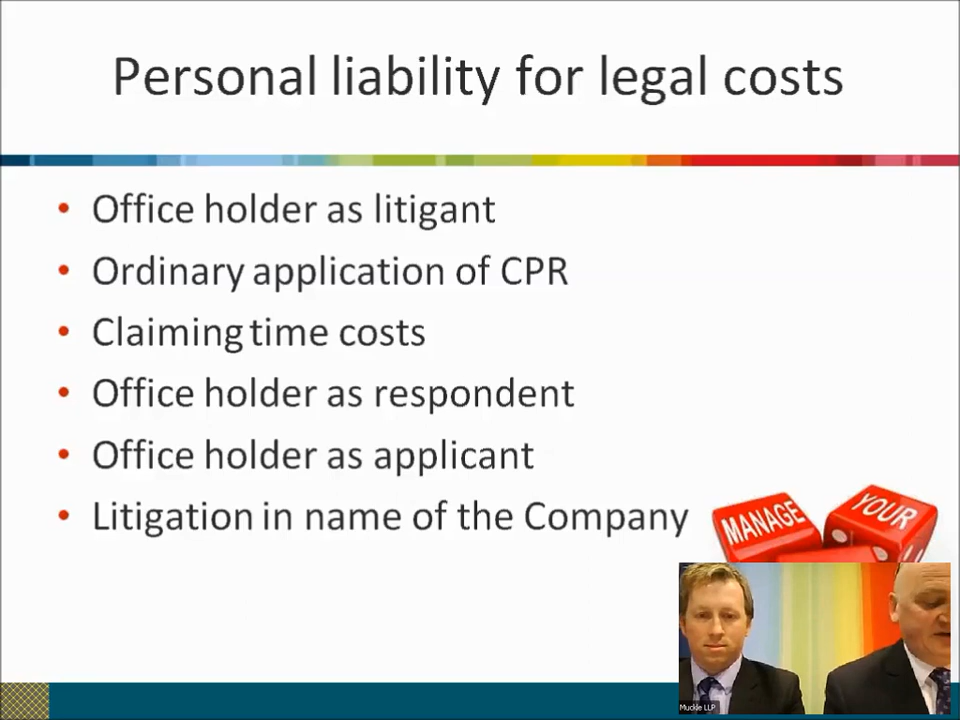 Personal liability for legal costs
• Office holder as litigant
• Ordinary application of CPR
• Claiming time costs
• Office holder as respondent
• Office holder as applicant
• Litigation in name of the Company
MANAGE
YOUR
Muckle LLP